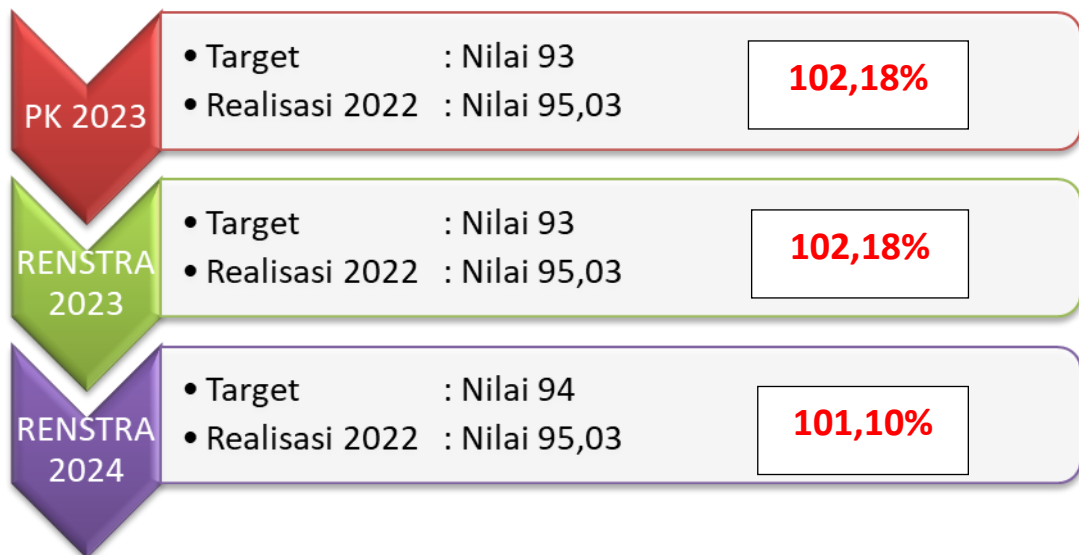 PK 2023
• Target : Nilai 93
• Realisasi 2022 : Nilai 95,03
102,18%
RENSTRA
2023
• Target : Nilai 93
• Realisasi 2022 : Nilai 95,03
102,18%
RENSTRA
2024
• Target : Nilai 94
• Realisasi 2022 : Nilai 95,03
101,10%